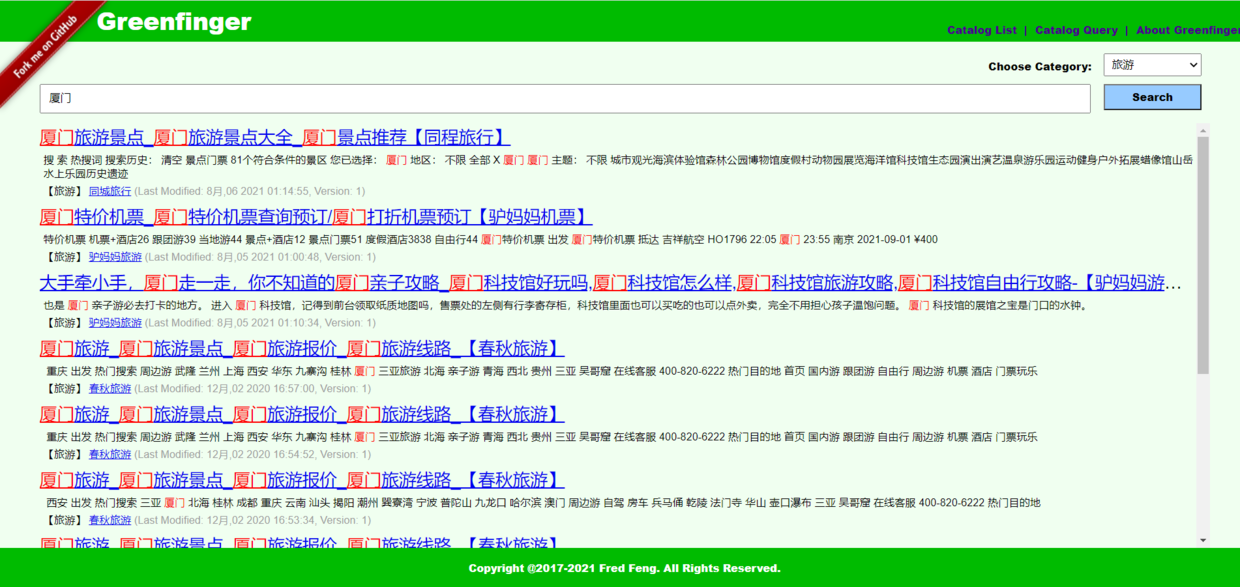 Fork me on GitHub
Greenfinger
Catalog List | Catalog Query | About Greenfinger
Choose Category: 旅游
厦门 Search
厦门旅游景点_厦门旅游景点大全_厦门景点推荐【同程旅行】
搜 索 热搜词 搜索历史： 清空 景点门票 81个符合条件的景区 您已选择： 厦门 地区： 不限 全部 X 厦门 厦门 主题： 不限 城市观光海滨体验馆森林公园博物馆度假村动物园展览海洋馆科技馆生态园演出演艺温泉游乐园运动健身户外拓展蜡像馆山岳
水上乐园历史遗迹
【旅游】 同城旅行 (Last Modified: 8月,06 2021 01:14:55, Version: 1)
厦门特价机票_厦门特价机票查询预订/厦门打折机票预订【驴妈妈机票】
特价机票 机票+酒店26 跟团游39 当地游44 景点+酒店12 景点门票51 度假酒店3838 自由行44 厦门特价机票 出发 厦门特价机票 抵达 吉祥航空 HO1796 22:05 厦门 23:55 南京 2021-09-01 ¥400
【旅游】 驴妈妈旅游 (Last Modified: 8月,05 2021 01:00:48, Version: 1)
大手牵小手，厦门走一走，你不知道的厦门亲子攻略_厦门科技馆好玩吗,厦门科技馆怎么样,厦门科技馆旅游攻略,厦门科技馆自由行攻略-【驴妈妈游...
也是 厦门 亲子游必去打卡的地方。 进入 厦门 科技馆，记得到前台领取纸质地图吗，售票处的左侧有行李寄存柜，科技馆里面也可以买吃的也可以点外卖，完全不用担心孩子温饱问题。 厦门 科技馆的展馆之宝是门口的水钟。
【旅游】 驴妈妈旅游 (Last Modified: 8月,05 2021 01:10:34, Version: 1)
厦门旅游_厦门旅游景点_厦门旅游报价_厦门旅游线路_【春秋旅游】
重庆 出发 热门搜索 周边游 武隆 兰州 上海 西安 华东 九寨沟 桂林 厦门 三亚旅游 北海 亲子游 青海 西北 贵州 三亚 吴哥窟 在线客服 400-820-6222 热门目的地 首页 国内游 跟团游 自由行 周边游 机票 酒店 门票玩乐
【旅游】 春秋旅游 (Last Modified: 12月,02 2020 16:57:00, Version: 1)
厦门旅游_厦门旅游景点_厦门旅游报价_厦门旅游线路_【春秋旅游】
重庆 出发 热门搜索 周边游 武隆 兰州 上海 西安 华东 九寨沟 桂林 厦门 三亚旅游 北海 亲子游 青海 西北 贵州 三亚 吴哥窟 在线客服 400-820-6222 热门目的地 首页 国内游 跟团游 自由行 周边游 机票 酒店 门票玩乐
【旅游】 春秋旅游 (Last Modified: 12月,02 2020 16:54:52, Version: 1)
厦门旅游_厦门旅游景点_厦门旅游报价_厦门旅游线路_【春秋旅游】
西安 出发 热门搜索 三亚 厦门 北海 桂林 成都 重庆 云南 汕头 揭阳 潮州 巽寮湾 宁波 普陀山 九龙口 哈尔滨 澳门 周边游 自驾 房车 兵马俑 乾陵 法门寺 华山 壶口瀑布 三亚 吴哥窟 在线客服 400-820-6222 热门目的地
【旅游】 春秋旅游 (Last Modified: 12月,02 2020 16:53:34, Version: 1)
厦门旅游_厦门旅游景点_厦门旅游报价_厦门旅游线路_【春秋旅游】
Copyright @2017-2021 Fred Feng. All Rights Reserved.